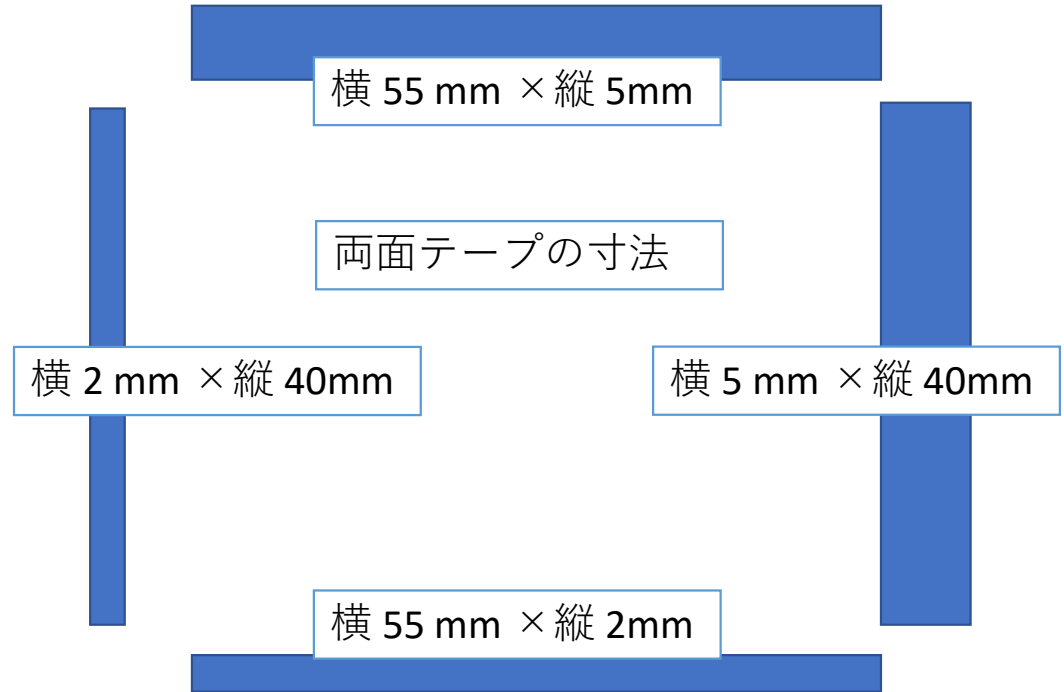 横 55 mm ×縦 5mm
両面テープの寸法
横 2 mm ×縦 40mm
横 5 mm ×縦 40mm
横 55 mm ×縦 2mm